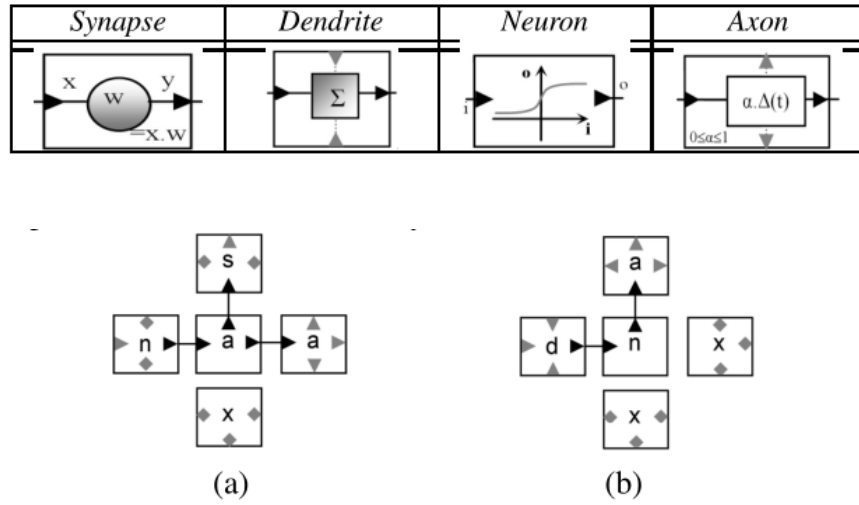 Synapse Dendrite Neuron Axon
x w y =x.w
Σ
o i o i
α.Δ(t)
0≤α≤1
s
n a a
x
a
d n x
x
(a) (b)